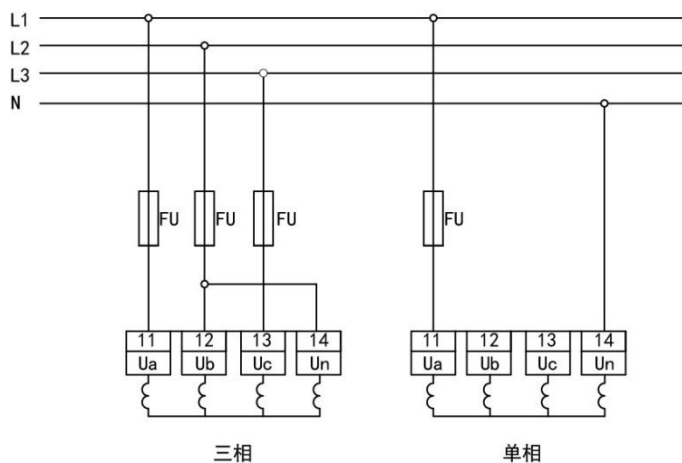 L1
L2
L3
N
FU FU FU FU
11 12 13 14 11 12 13 14
Ua Ub Uc Un Ua Ub Uc Un
三相 单相